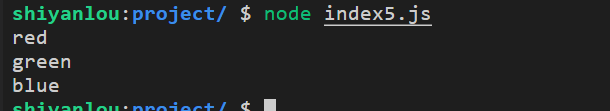 shiyanlou:project/ $ node index5.js
red
green
blue
shiyanlou:project/ $